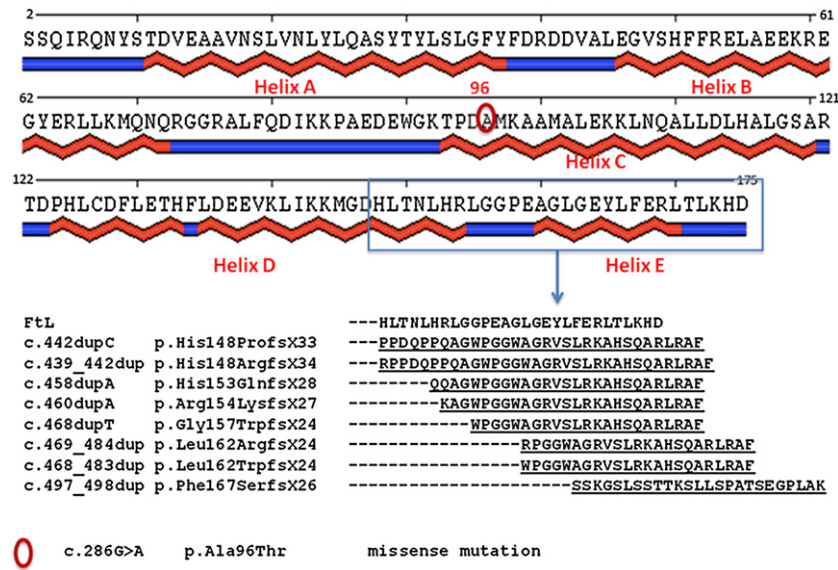 2 61
SSQIRQNYSTDVEAAVNSLVNLYLQASYTYLSLGFYFDRDDVALEGVSHFFRELAEEKRE
Helix A 96 Helix B
62 121
GYERLLKMQNQRGGRALFQDIKKPAEDEWGKTPDAMKAAMALEKKLNQALLDLHALGSAR
Helix C
122 175
TDPHLCDFLETHFLDEEVKLIKKMGDHLTNLHRLGGPEAGLGEYLFERLTLKHD
Helix D Helix E
FtL ---HLTNLHRLGGPEAGLGEYLFERLTLKHD
c.442dupC p.His148ProfsX33 ---PPDQPPQAGWPGGWAGRVSLRKAHSQARLRAF
c.439_442dup p.His148ArgfsX34 ---RPPDQPPQAGWPGGWAGRVSLRKAHSQARLRAF
c.458dupA p.His153GlnfsX28 --------QQAGWPGGWAGRVSLRKAHSQARLRAF
c.460dupA p.Arg154LysfsX27 ---------KAGWPGGWAGRVSLRKAHSQARLRAF
c.468dupT p.Gly157TrpfsX24 ------------WPGGWAGRVSLRKAHSQARLRAF
c.469_484dup p.Leu162ArgfsX24 -----------------RPGGWAGRVSLRKAHSQARLRAF
c.468_483dup p.Leu162TrpfsX24 -----------------WPGGWAGRVSLRKAHSQARLRAF
c.497_498dup p.Phe167SerfsX26 ----------------------SSKGSLSSTTKSLLSPATSEGPLAK
c.286G>A p.Ala96Thr missense mutation